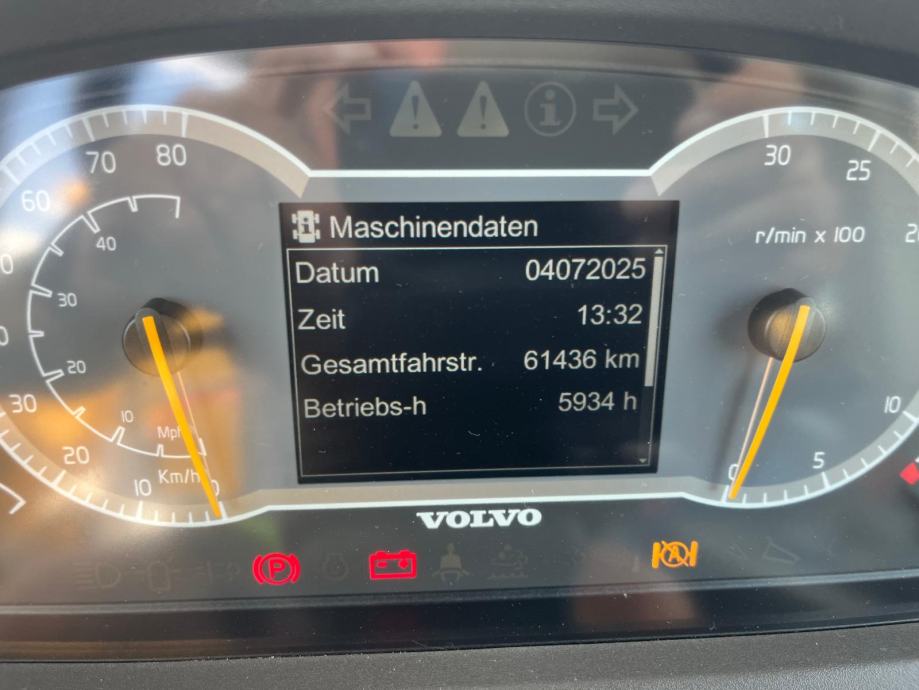 Maschinendaten
Datum 04072025
Zeit 13:32
Gesamtfahrstr. 61436 km
Betriebs-h 5934 h
VOLVO
80
70
60
30
20
10
Km/h
40
30
20
10
30
25
r/min x 100
10
5
0
P
A